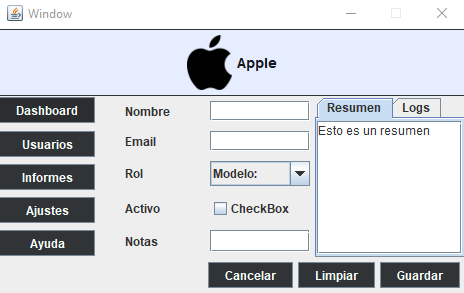 Window
Apple
Dashboard
Usuarios
Informes
Ajustes
Ayuda
Nombre
Email
Rol
Modelo:
Activo
CheckBox
Notas
Resumen
Logs
Esto es un resumen
Cancelar
Limpiar
Guardar